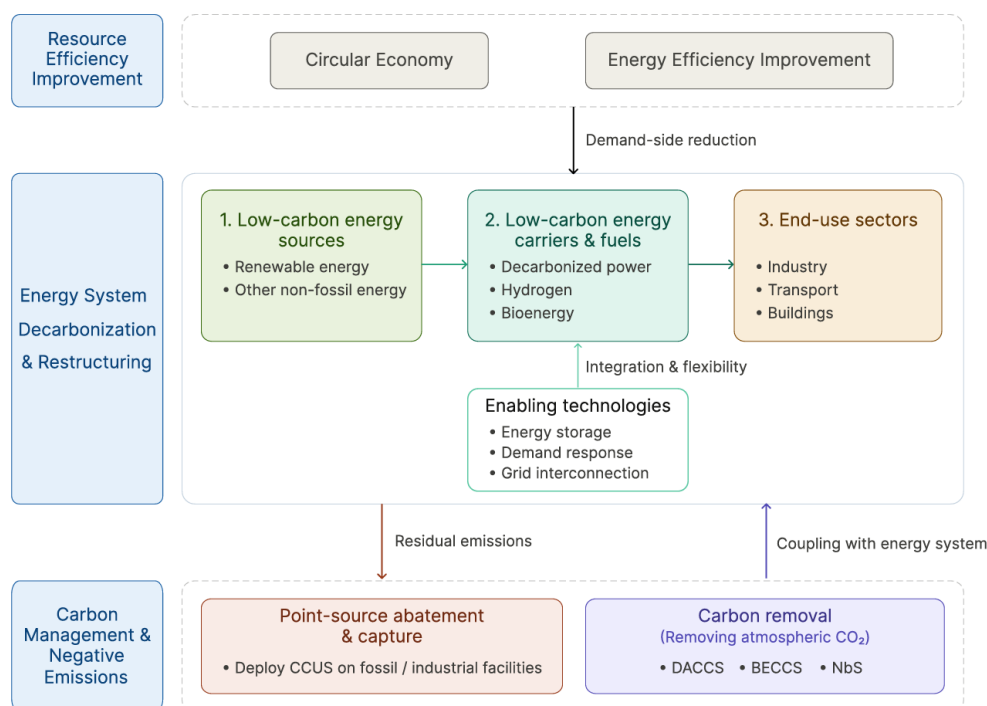 Resource
Efficiency
Improvement
Circular Economy
Energy Efficiency Improvement
Demand-side reduction
Energy System
Decarbonization
& Restructuring
1. Low-carbon energy
sources
• Renewable energy
• Other non-fossil energy
2. Low-carbon energy
carriers & fuels
• Decarbonized power
• Hydrogen
• Bioenergy
3. End-use sectors
• Industry
• Transport
• Buildings
Integration & flexibility
Enabling technologies
• Energy storage
• Demand response
• Grid interconnection
Residual emissions
Coupling with energy system
Carbon
Management &
Negative
Emissions
Point-source abatement
& capture
• Deploy CCUS on fossil / industrial facilities
Carbon removal
(Removing atmospheric CO₂)
• DACCS • BECCS • NbS